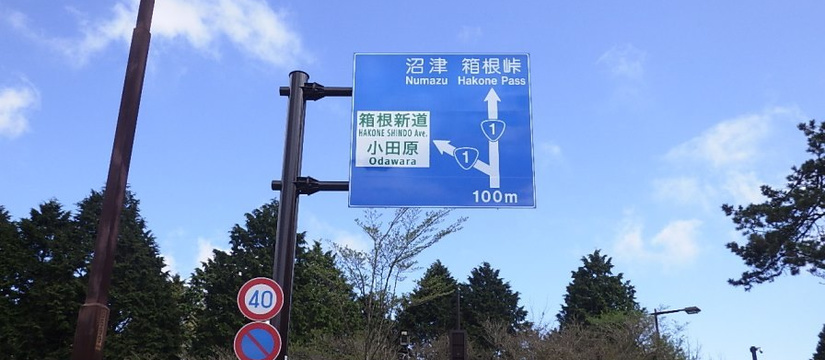 沼津 箱根峠
Numazu Hakone Pass
1
箱根新道
HAKONE SHINDO Ave.
小田原
Odawara
1
100m
40